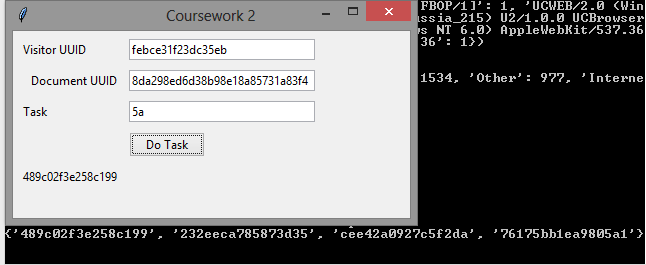 Coursework 2
Visitor UUID febce31f23dc35eb
Document UUID 8da298ed6d38b98e18a85731a83f4
Task 5a
Do Task
489c02f3e258c199
FBOP/1]': 1, 'UCWEB/2.0 (Win
ussia_215) U2/1.0.0 UCBrowser
ws NT 6.0) AppleWebKit/537.36
36': 1})
1534, 'Other': 977, 'Interne
{'489c02f3e258c199', '232eeca785873d35', 'cee42a0927c5f2da', '76175bb1ea9805a1'}